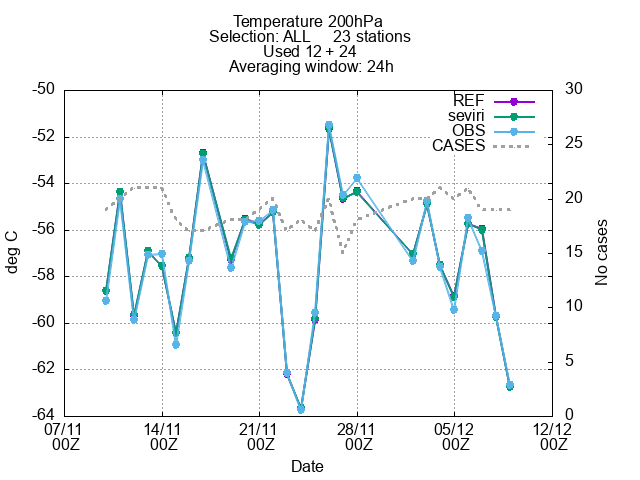 Temperature 200hPa
Selection: ALL 23 stations
Used 12 + 24
Averaging window: 24h
-50
-52
-54
-56
-58
-60
-62
-64
deg C
REF
seviri
OBS
CASES
30
25
20
15
10
5
0
No cases
07/11 14/11 21/11 28/11 05/12 12/12
00Z 00Z 00Z 00Z 00Z 00Z
Date